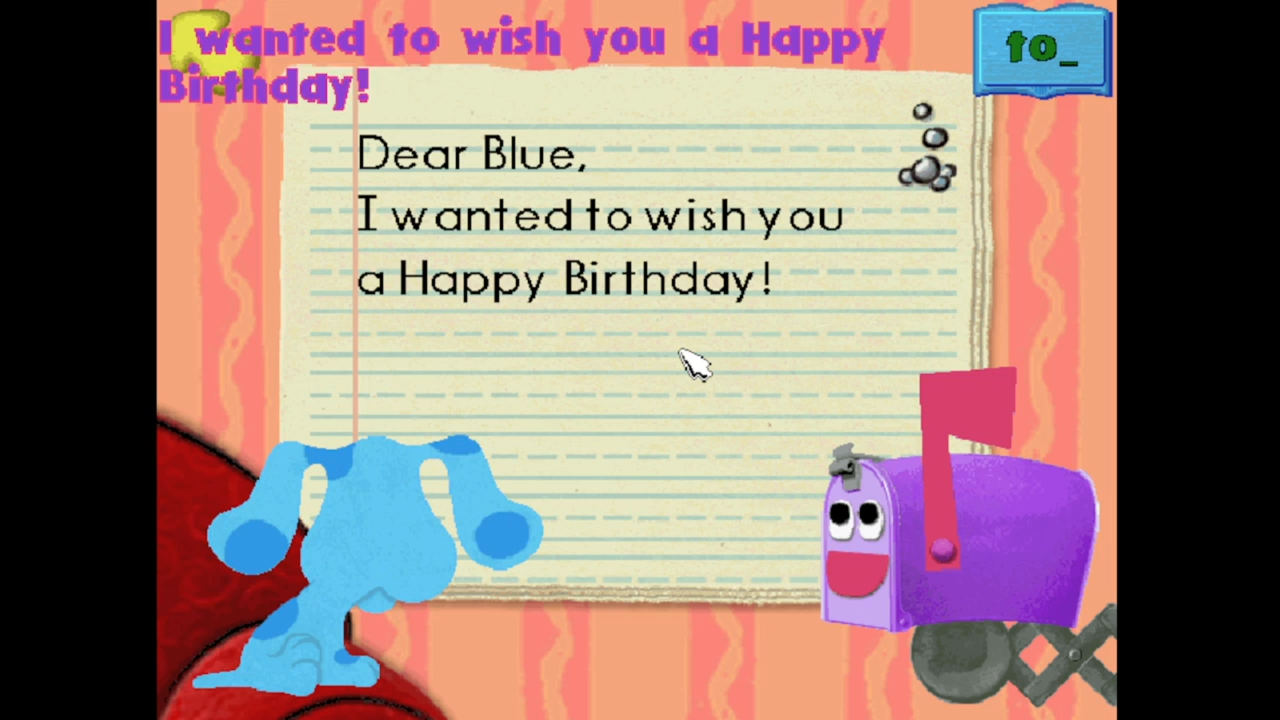 I wanted to wish you a Happy
Birthday!
to_
Dear Blue,
I wanted to wish you
a Happy Birthday!